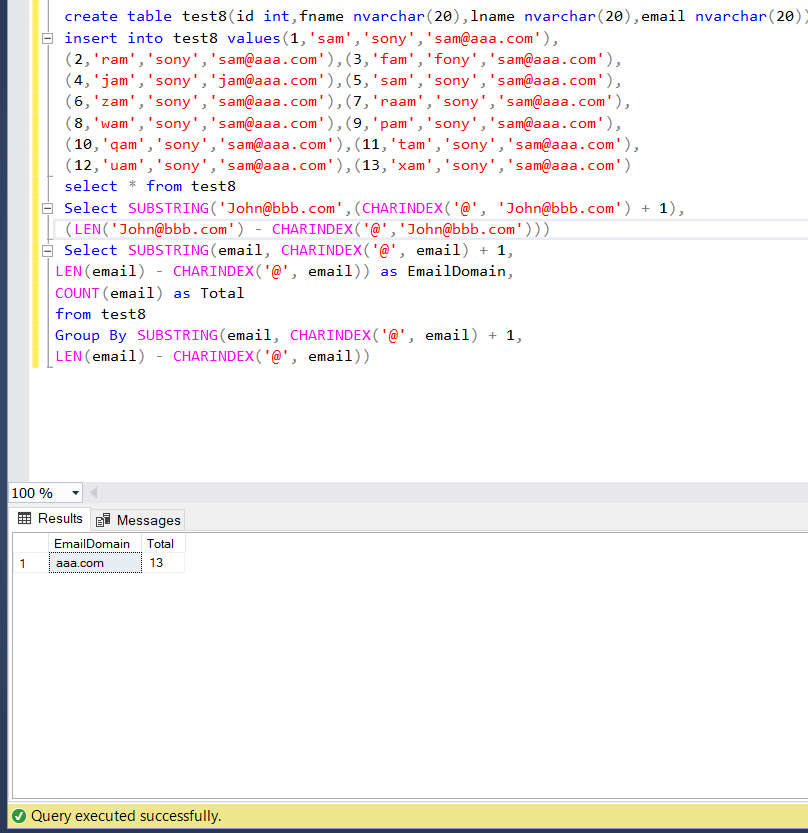 create table test8(id int,fname nvarchar(20),lname nvarchar(20),email nvarchar(20))
insert into test8 values(1,'sam','sony','sam@aaa.com'),
(2,'ram','sony','sam@aaa.com'),(3,'fam','fony','sam@aaa.com'),
(4,'jam','sony','jam@aaa.com'),(5,'sam','sony','sam@aaa.com'),
(6,'zam','sony','sam@aaa.com'),(7,'raam','sony','sam@aaa.com'),
(8,'wam','sony','sam@aaa.com'),(9,'pam','sony','sam@aaa.com'),
(10,'qam','sony','sam@aaa.com'),(11,'tam','sony','sam@aaa.com'),
(12,'uam','sony','sam@aaa.com'),(13,'xam','sony','sam@aaa.com')
select * from test8
Select SUBSTRING('John@bbb.com',(CHARINDEX('@', 'John@bbb.com') + 1),
(LEN('John@bbb.com') - CHARINDEX('@','John@bbb.com')))
Select SUBSTRING(email, CHARINDEX('@', email) + 1,
LEN(email) - CHARINDEX('@', email)) as EmailDomain,
COUNT(email) as Total
from test8
Group By SUBSTRING(email, CHARINDEX('@', email) + 1,
LEN(email) - CHARINDEX('@', email))
100 %
Results Messages
EmailDomain Total
1 aaa.com 13
Query executed successfully.